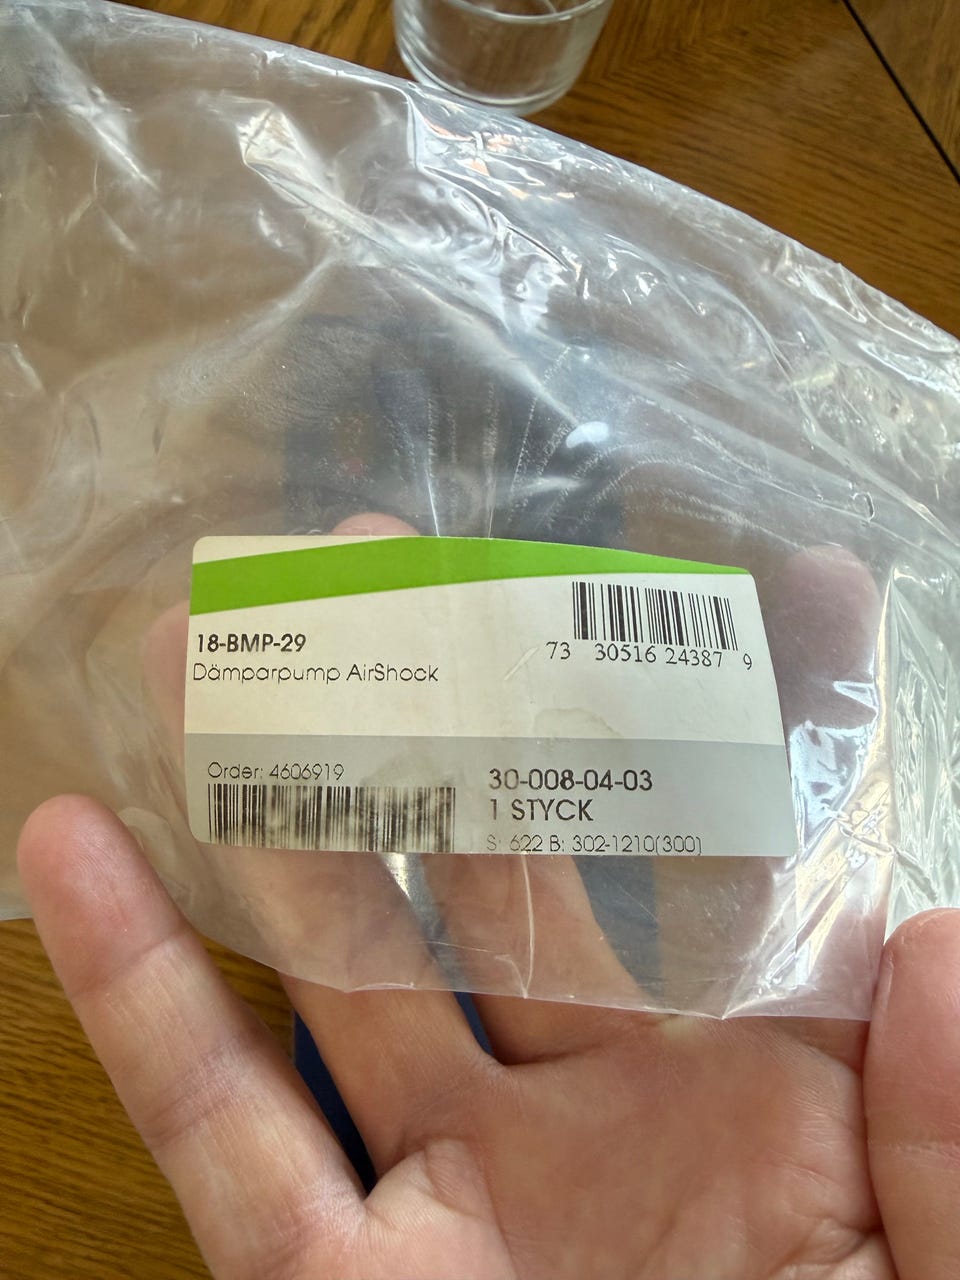 18-BMP-29
Dämparpump AirShock
73 30516 24387 9
Order: 4606919
30-008-04-03
1 STYCK
S: 622 B: 302-1210(300)